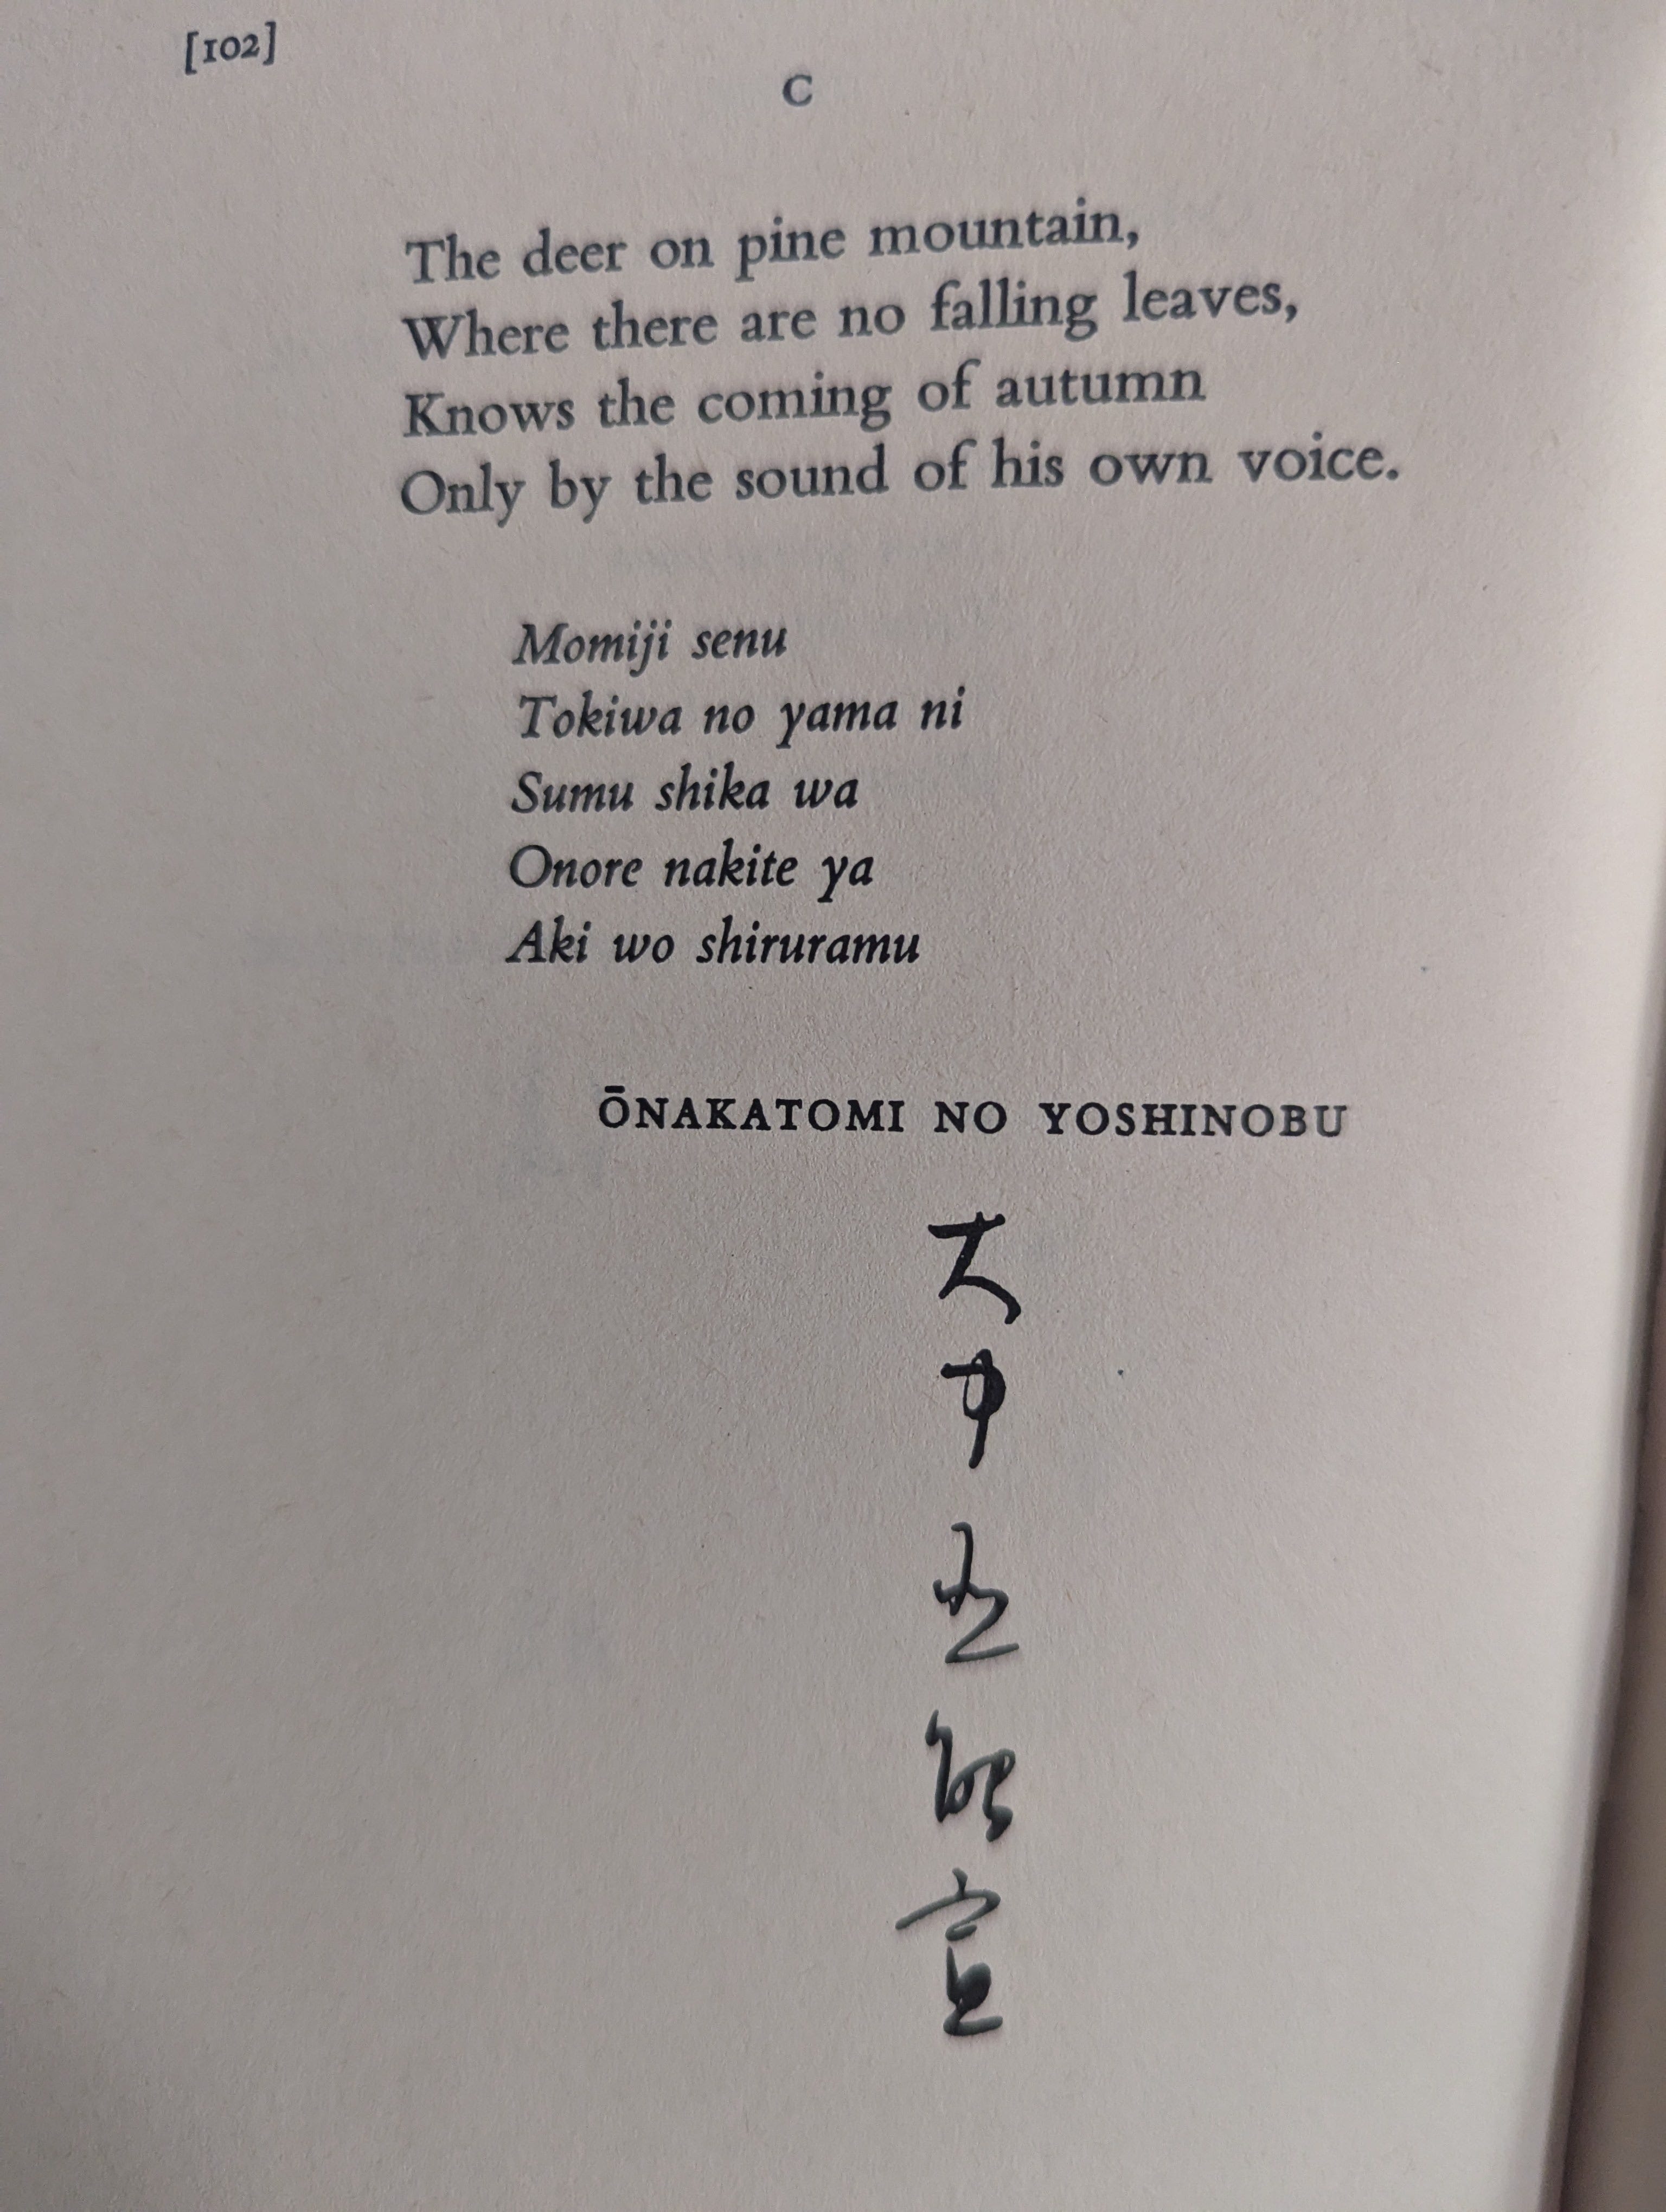 [102]
C
The deer on pine mountain,
Where there are no falling leaves,
Knows the coming of autumn
Only by the sound of his own voice.
Momiji senu
Tokiwa no yama ni
Sumu shika wa
Onore nakite ya
Aki wo shiruramu
ŌNAKATOMI NO YOSHINOBU
大
中
臣
能
宣